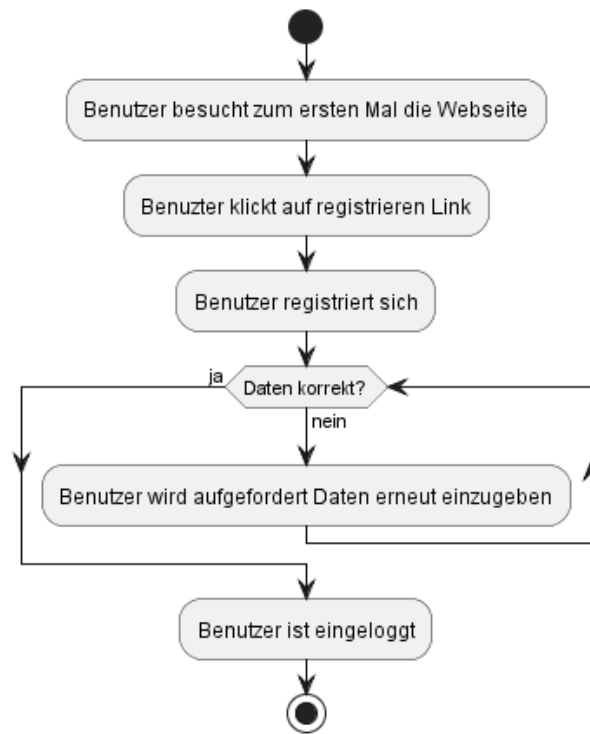 Benutzer besucht zum ersten Mal die Webseite
Benuzter klickt auf registrieren Link
Benutzer registriert sich
ja
Daten korrekt?
nein
Benutzer wird aufgefordert Daten erneut einzugeben
Benutzer ist eingeloggt